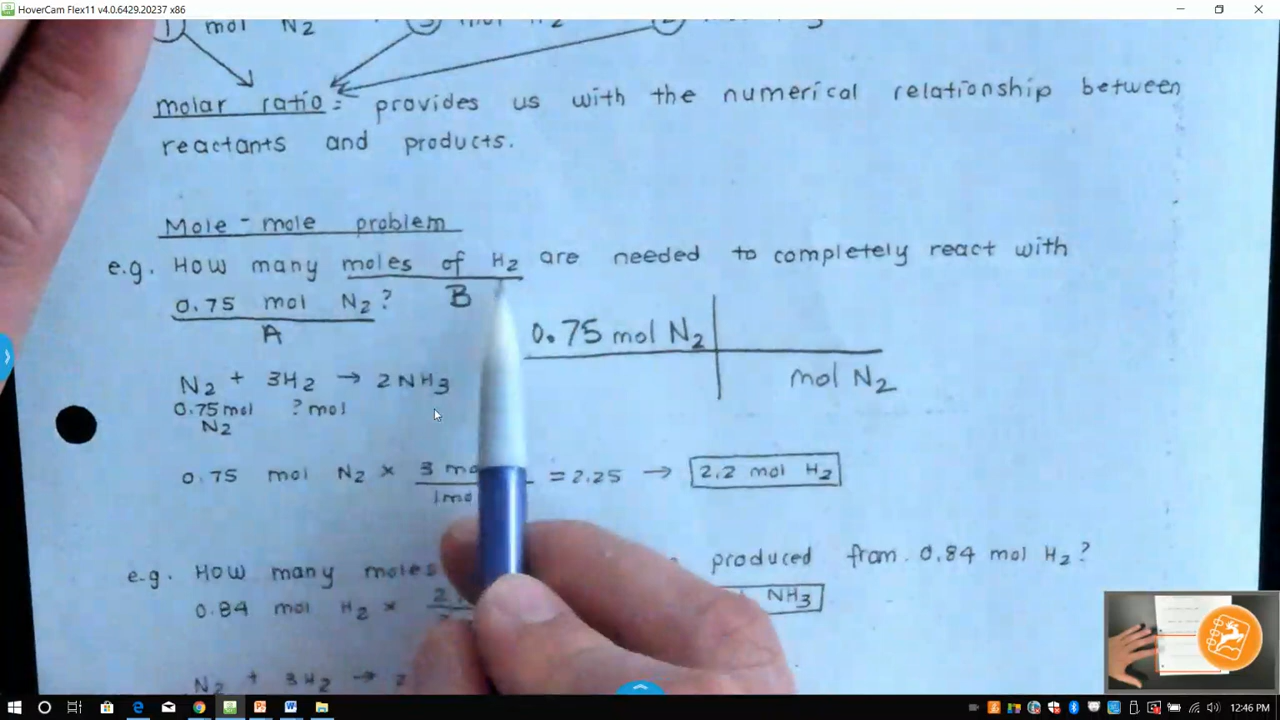 HoverCam Flex11 v4.0.6429.20237 x86
1 mol N2
molar ratio = provides us with the numerical relationship between
reactants and products.
Mole - mole problem
e.g. How many moles of H2 are needed to completely react with
0.75 mol N2?
B
A
0.75 mol N2
mol N2
N2 + 3H2 → 2NH3
0.75 mol ? mol
N2
0.75 mol N2 × 3 = 2.25 → 2.2 mol H2
1 mo
e.g. How many moles produced from 0.84 mol H2?
0.84 mol H2 × 2 NH3
N2 + 3H2 →
12:46 PM